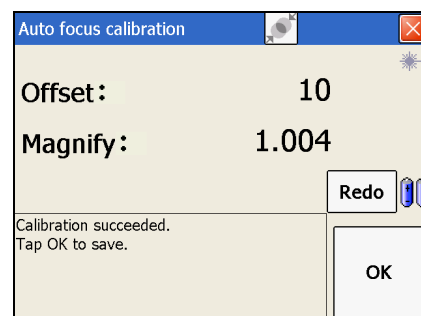 Auto focus calibration
Offset: 10
Magnify: 1.004
Redo
Calibration succeeded.
Tap OK to save.
OK